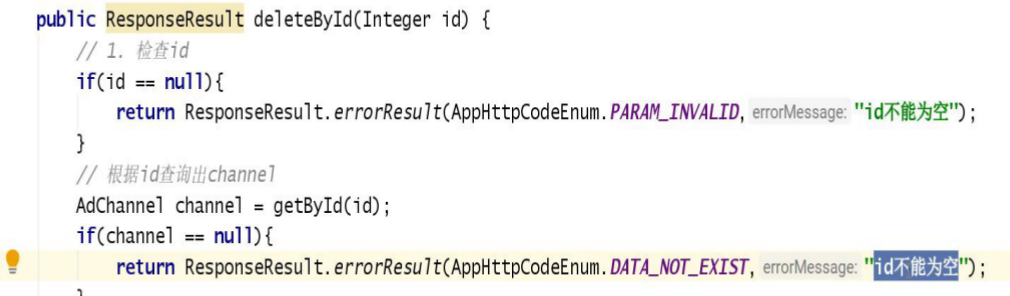 public ResponseResult deleteById(Integer id) {
// 1. 检查id
if(id == null){
return ResponseResult.errorResult(AppHttpCodeEnum.PARAM_INVALID, errorMessage: "id不能为空");
}
// 根据id查询出channel
AdChannel channel = getById(id);
if(channel == null){
return ResponseResult.errorResult(AppHttpCodeEnum.DATA_NOT_EXIST, errorMessage: "id不能为空");
}